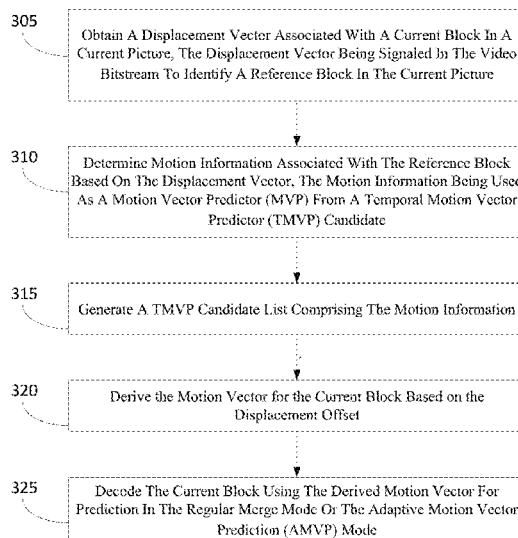 305
Obtain A Displacement Vector Associated With A Current Block In A
Current Picture, The Displacement Vector Being Signaled In The Video
Bitstream To Identify A Reference Block In The Current Picture
310
Determine Motion Information Associated With The Reference Block
Based On The Displacement Vector, The Motion Information Being Used
As A Motion Vector Predictor (MVP) From A Temporal Motion Vector
Predictor (TMVP) Candidate
315
Generate A TMVP Candidate List Comprising The Motion Information
320
Derive the Motion Vector for the Current Block Based on the
Displacement Offset
325
Decode The Current Block Using The Derived Motion Vector For
Prediction In The Regular Merge Mode Or The Adaptive Motion Vector
Prediction (AMVP) Mode